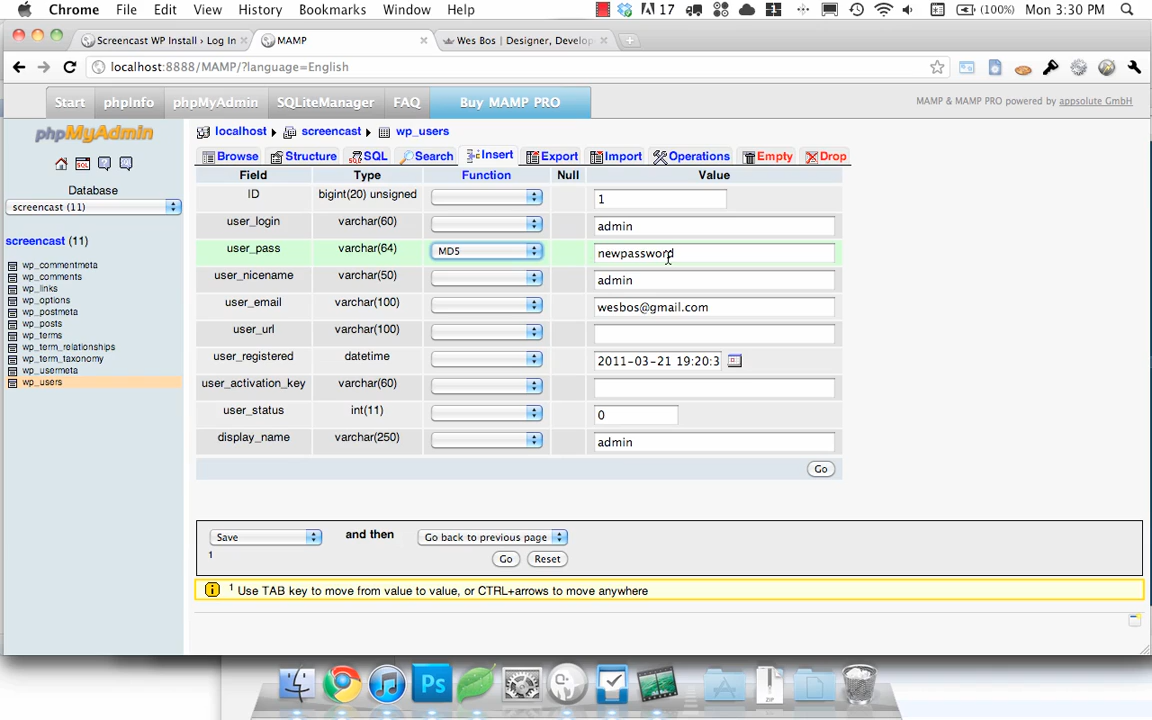 Chrome File Edit View History Bookmarks Window Help 17 (100%) Mon 3:30 PM
Screencast WP Install › Log In MAMP Wes Bos | Designer, Develop
localhost:8888/MAMP/?language=English
Start phpInfo phpMyAdmin SQLiteManager FAQ Buy MAMP PRO MAMP & MAMP PRO powered by appsolute GmbH
phpMyAdmin
localhost screencast wp_users
Browse Structure SQL Search Insert Export Import Operations Empty Drop
Database
screencast (11)
screencast (11)
wp_commentmeta
wp_comments
wp_links
wp_options
wp_postmeta
wp_posts
wp_terms
wp_term_relationships
wp_term_taxonomy
wp_usermeta
wp_users
Field Type Function Null Value
ID bigint(20) unsigned 1
user_login varchar(60) admin
user_pass varchar(64) MD5 newpassword
user_nicename varchar(50) admin
user_email varchar(100) wesbos@gmail.com
user_url varchar(100)
user_registered datetime 2011-03-21 19:20:3
user_activation_key varchar(60)
user_status int(11) 0
display_name varchar(250) admin
Go
Save and then Go back to previous page
1
Go Reset
1 Use TAB key to move from value to value, or CTRL+arrows to move anywhere
Ps
ZIP